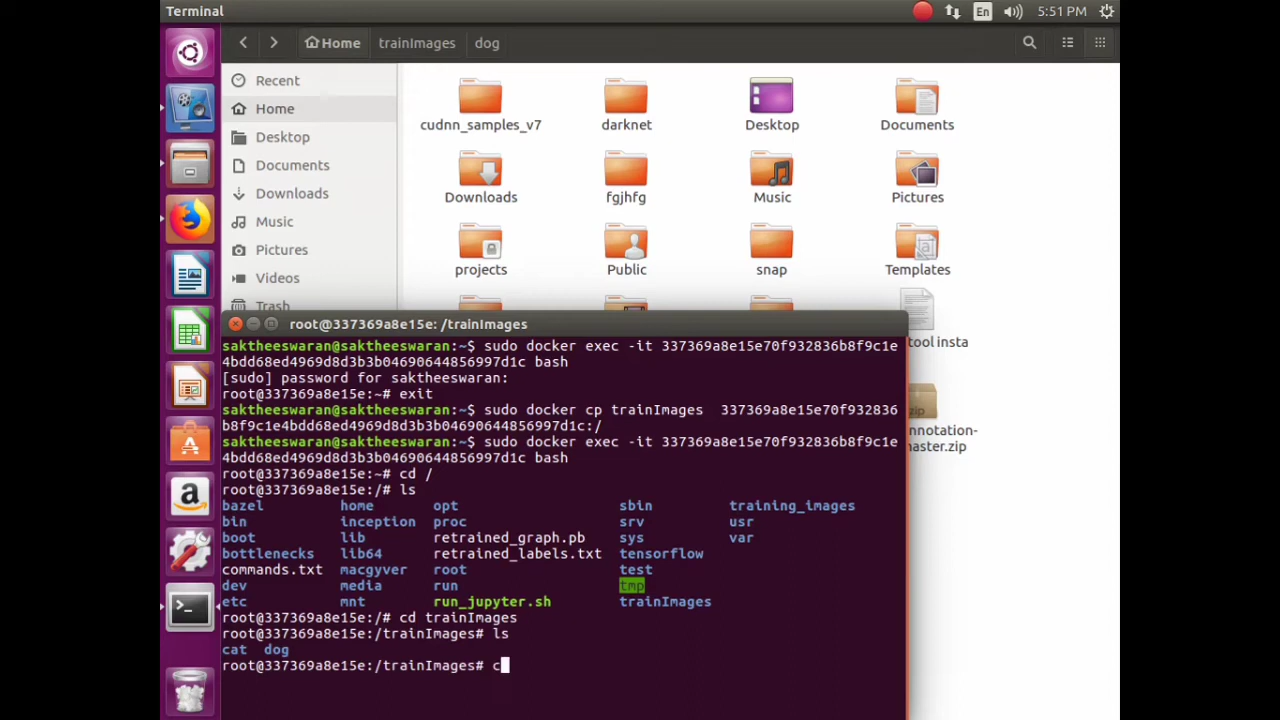 Terminal
En
5:51 PM
Home trainImages dog
Recent
Home
Desktop
Documents
Downloads
Music
Pictures
Videos
Trash
cudnn_samples_v7 darknet Desktop Documents
Downloads fgjhfg Music Pictures
projects Public snap Templates
ool insta
zip
nnotation-
master.zip
root@337369a8e15e: /trainImages
saktheeswaran@saktheeswaran:~$ sudo docker exec -it 337369a8e15e70f932836b8f9c1e
4bdd68ed4969d8d3b3b04690644856997d1c bash
[sudo] password for saktheeswaran:
root@337369a8e15e:~# exit
saktheeswaran@saktheeswaran:~$ sudo docker cp trainImages  337369a8e15e70f932836
b8f9c1e4bdd68ed4969d8d3b3b04690644856997d1c:/
saktheeswaran@saktheeswaran:~$ sudo docker exec -it 337369a8e15e70f932836b8f9c1e
4bdd68ed4969d8d3b3b04690644856997d1c bash
root@337369a8e15e:~# cd /
root@337369a8e15e:/# ls
bazel home opt sbin training_images
bin inception proc srv usr
boot lib retrained_graph.pb sys var
bottlenecks lib64 retrained_labels.txt tensorflow
commands.txt macgyver root test
dev media run tmp
etc mnt run_jupyter.sh trainImages
root@337369a8e15e:/# cd trainImages
root@337369a8e15e:/trainImages# ls
cat dog
root@337369a8e15e:/trainImages# c